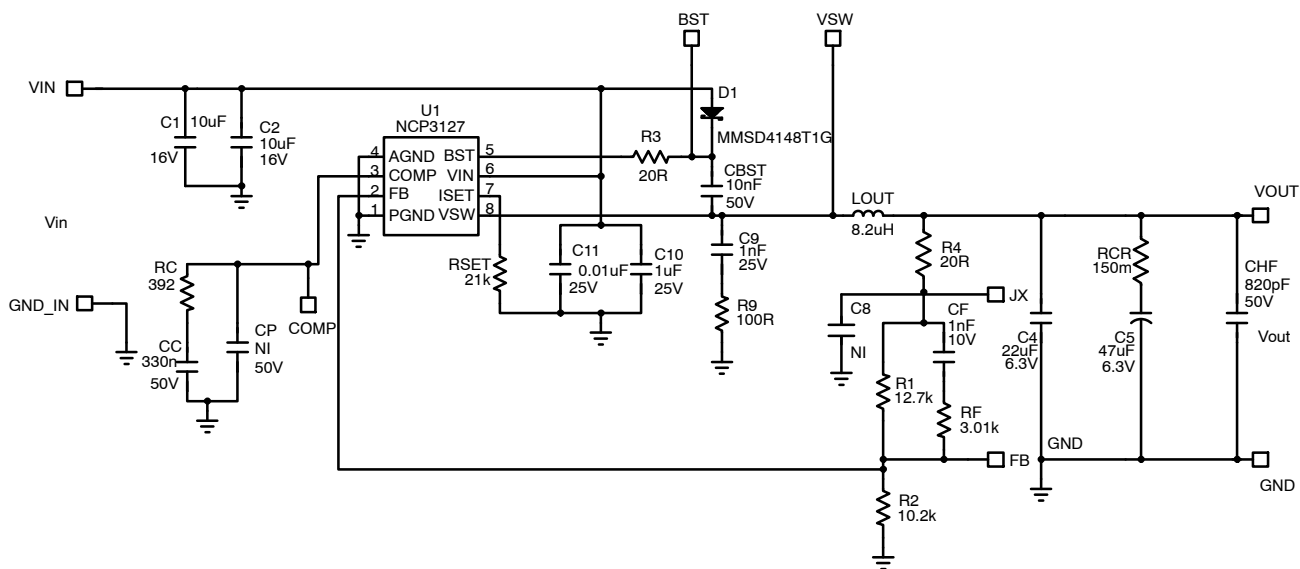 BST
VSW
VIN
D1
C1
10uF
16V
C2
10uF
16V
U1
NCP3127
MMSD4148T1G
R3
20R
4
AGND
BST
5
3
COMP
VIN
6
2
FB
ISET
7
1
PGND
VSW
8
CBST
10nF
50V
LOUT
8.2uH
VOUT
Vin
C9
1nF
25V
R4
20R
RCR
150m
CHF
820pF
50V
RC
392
RSET
21k
C11
0.01uF
25V
C10
1uF
25V
JX
GND_IN
COMP
R9
100R
C8
NI
CF
1nF
10V
C4
22uF
6.3V
C5
47uF
6.3V
Vout
CC
330n
50V
CP
NI
50V
R1
12.7k
RF
3.01k
GND
FB
GND
R2
10.2k